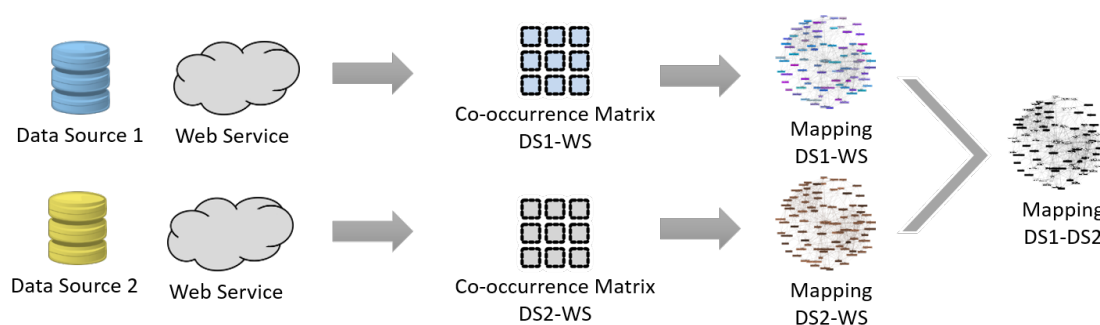 Data Source 1
Web Service
Co-occurrence Matrix
DS1-WS
Mapping
DS1-WS
Data Source 2
Web Service
Co-occurrence Matrix
DS2-WS
Mapping
DS2-WS
Mapping
DS1-DS2